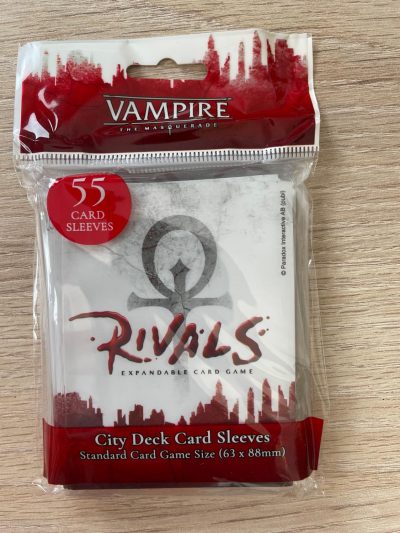 VAMPIRE
THE MASQUERADE
55
CARD
SLEEVES
© Paradox Interactive AB (publ)
RIVALS
EXPANDABLE CARD GAME
City Deck Card Sleeves
Standard Card Game Size (63 x 88mm)